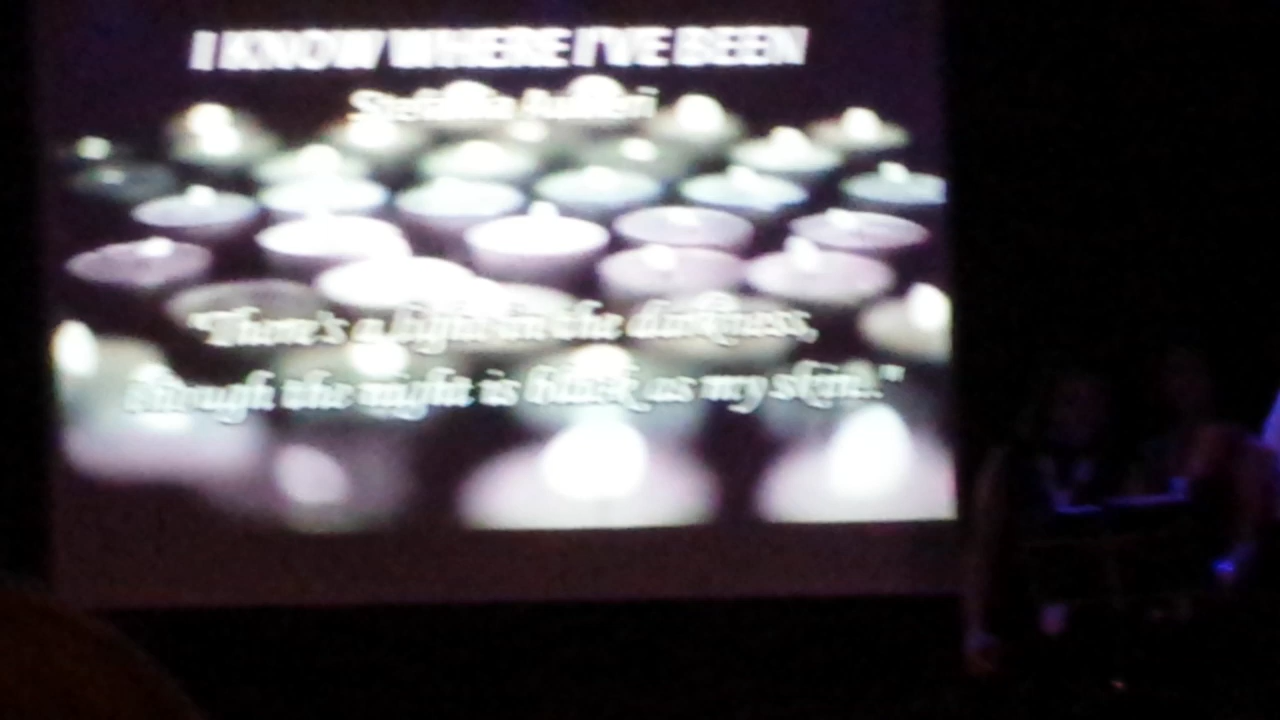 I KNOW WHERE I'VE BEEN
"There's a light in the darkness,
though the night is black as my skin.."